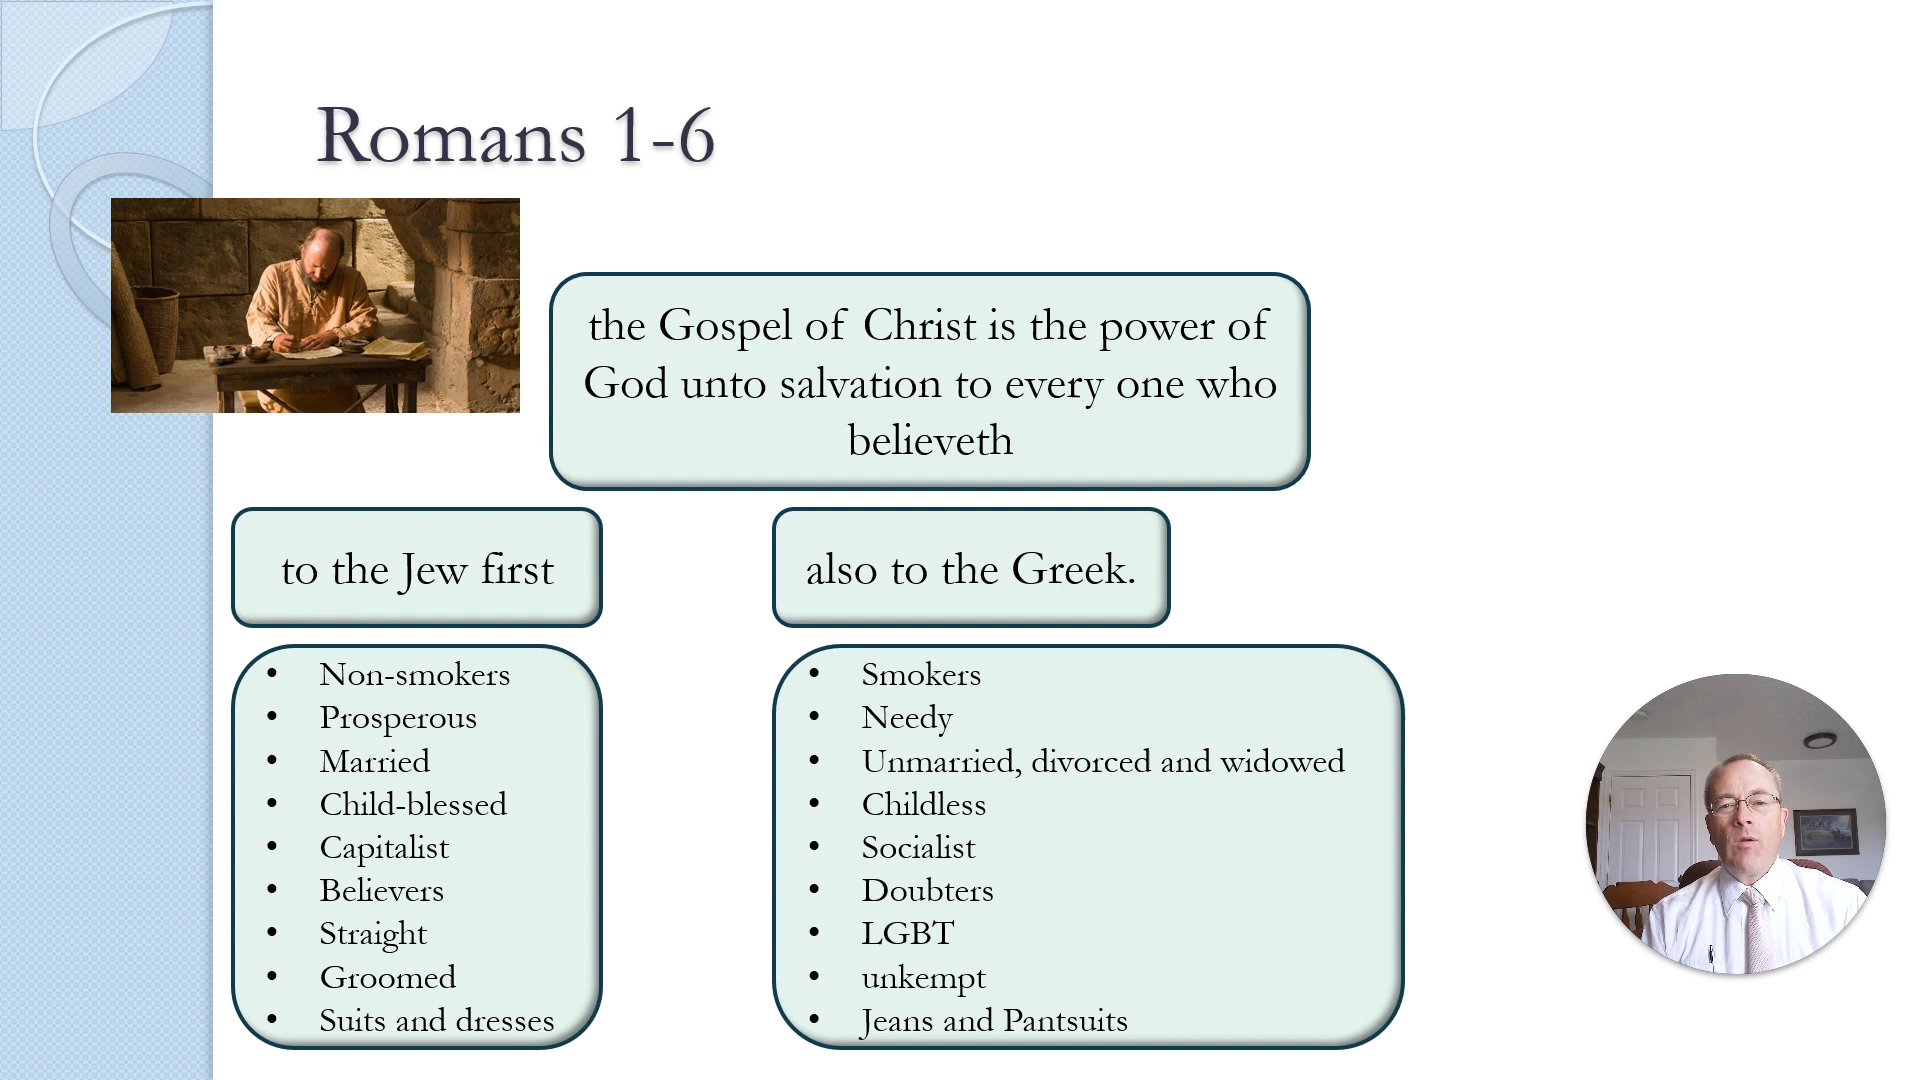 Romans 1-6
the Gospel of Christ is the power of
God unto salvation to every one who
believeth
to the Jew first
• Non-smokers
• Prosperous
• Married
• Child-blessed
• Capitalist
• Believers
• Straight
• Groomed
• Suits and dresses
also to the Greek.
• Smokers
• Needy
• Unmarried, divorced and widowed
• Childless
• Socialist
• Doubters
• LGBT
• unkempt
• Jeans and Pantsuits